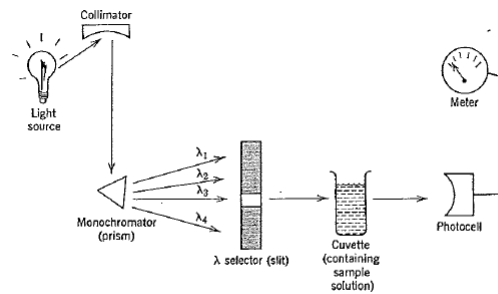 Collimator
Light
source
Meter
λ1
λ2
λ3
λ4
Monochromator
(prism)
λ selector (slit)
Cuvette
(containing
sample
solution)
Photocell